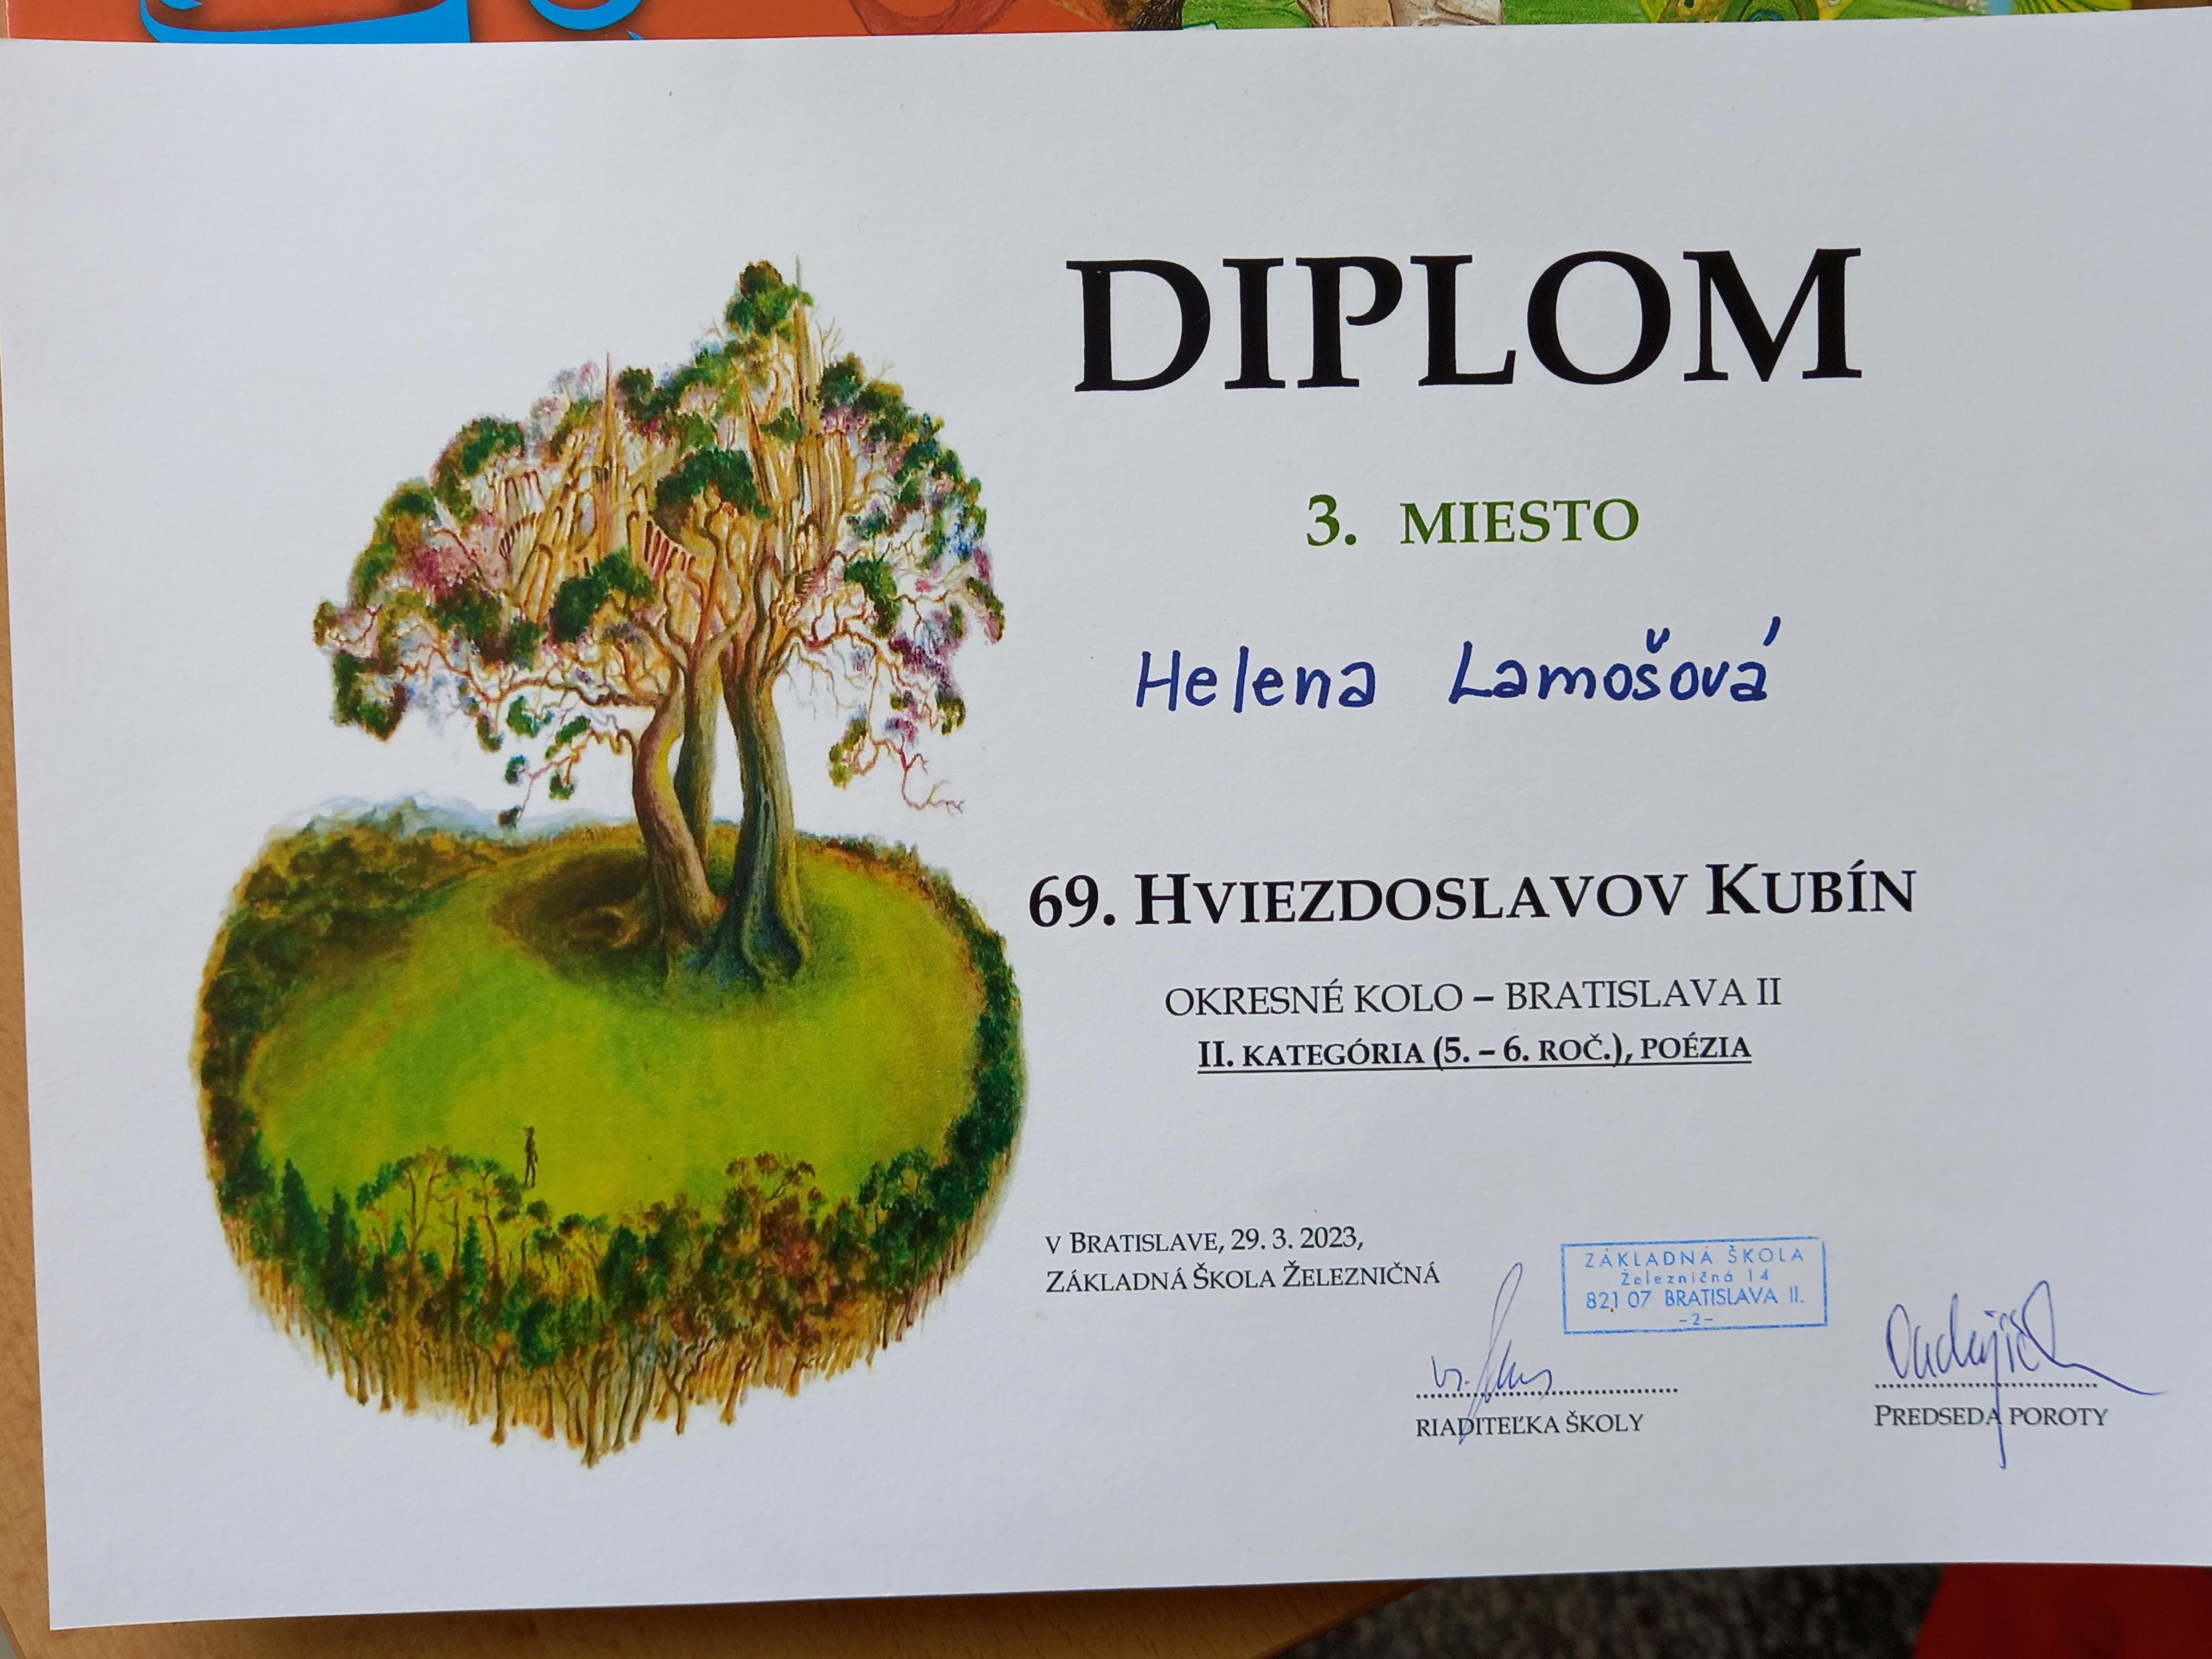 DIPLOM
3. MIESTO
Helena Lamošová
69. HVIEZDOSLAVOV KUBÍN
OKRESNÉ KOLO – BRATISLAVA II
II. KATEGÓRIA (5. – 6. ROČ.), POÉZIA
V BRATISLAVE, 29. 3. 2023,
ZÁKLADNÁ ŠKOLA ŽELEZNIČNÁ
ZÁKLADNÁ ŠKOLA
Železničná 14
821 07 BRATISLAVA II.
-2-
RIADITEĽKA ŠKOLY
PREDSEDA POROTY